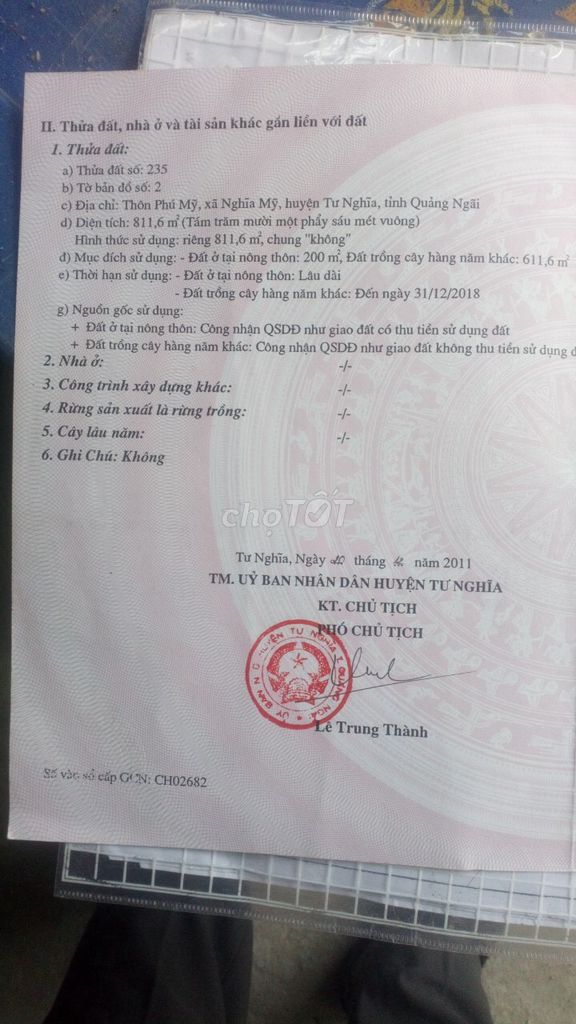 II. Thửa đất, nhà ở và tài sản khác gắn liền với đất
1. Thửa đất:
a) Thửa đất số: 235
b) Tờ bản đồ số: 2
c) Địa chỉ: Thôn Phú Mỹ, xã Nghĩa Mỹ, huyện Tư Nghĩa, tỉnh Quảng Ngãi
d) Diện tích: 811,6 m² (Tám trăm mười một phẩy sáu mét vuông)
Hình thức sử dụng: riêng 811,6 m², chung "không"
đ) Mục đích sử dụng: - Đất ở tại nông thôn: 200 m², Đất trồng cây hàng năm khác: 611,6 m²
e) Thời hạn sử dụng: - Đất ở tại nông thôn: Lâu dài
- Đất trồng cây hàng năm khác: Đến ngày 31/12/2018
g) Nguồn gốc sử dụng:
+ Đất ở tại nông thôn: Công nhận QSDĐ như giao đất có thu tiền sử dụng đất
+ Đất trồng cây hàng năm khác: Công nhận QSDĐ như giao đất không thu tiền sử dụng đ
2. Nhà ở: -/-
3. Công trình xây dựng khác: -/-
4. Rừng sản xuất là rừng trồng: -/-
5. Cây lâu năm: -/-
6. Ghi Chú: Không
chợTỐT
Tư Nghĩa, Ngày tháng năm 2011
TM. UỶ BAN NHÂN DÂN HUYỆN TƯ NGHĨA
KT. CHỦ TỊCH
PHÓ CHỦ TỊCH
Lê Trung Thành
Số vào sổ cấp GCN: CH02682